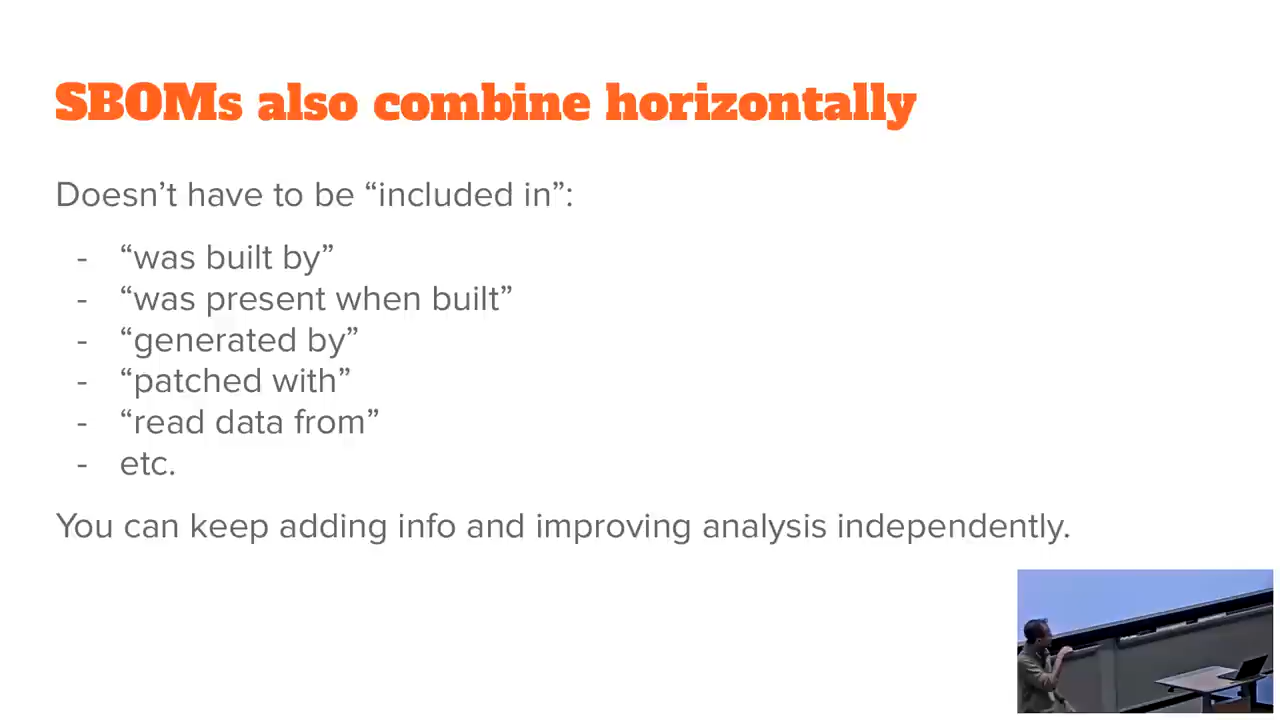 SBOMs also combine horizontally
Doesn’t have to be “included in”:
- “was built by”
- “was present when built”
- “generated by”
- “patched with”
- “read data from”
- etc.
You can keep adding info and improving analysis independently.